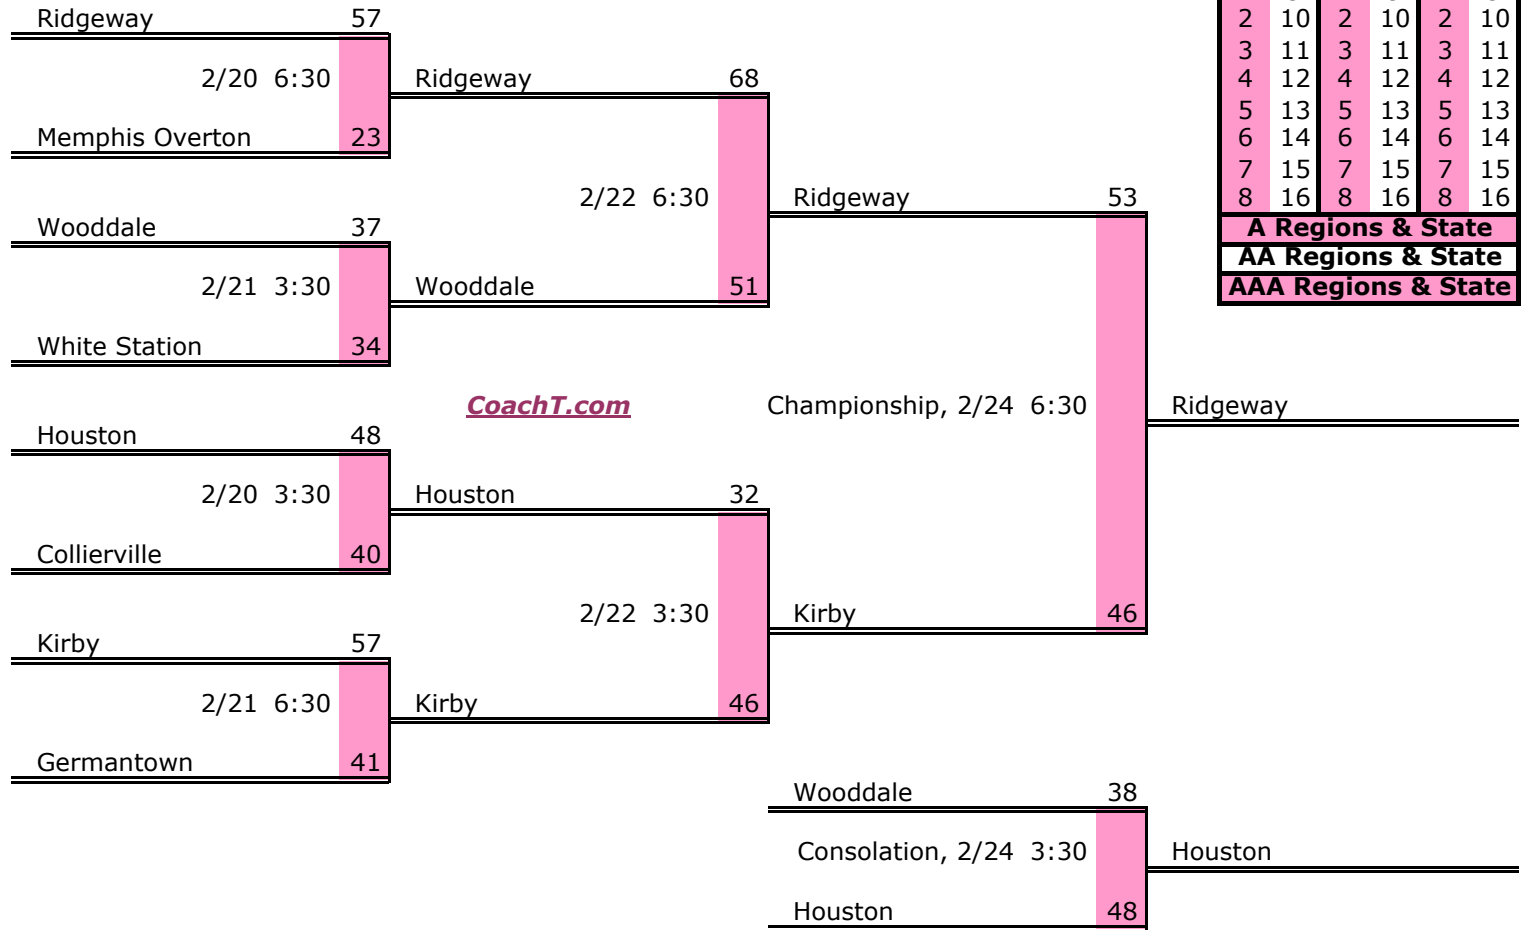 Ridgeway 57
2/20 6:30
Memphis Overton 23
Ridgeway 68
2/22 6:30
Wooddale 37
2/21 3:30
White Station 34
Wooddale 51
Ridgeway 53
CoachT.com
Championship, 2/24 6:30
Ridgeway
Houston 48
2/20 3:30
Collierville 40
Houston 32
2/22 3:30
Kirby 46
Kirby 57
2/21 6:30
Germantown 41
Kirby 46
Wooddale 38
Consolation, 2/24 3:30
Houston
Houston 48
2 10 2 10 2 10
3 11 3 11 3 11
4 12 4 12 4 12
5 13 5 13 5 13
6 14 6 14 6 14
7 15 7 15 7 15
8 16 8 16 8 16
A Regions & State
AA Regions & State
AAA Regions & State